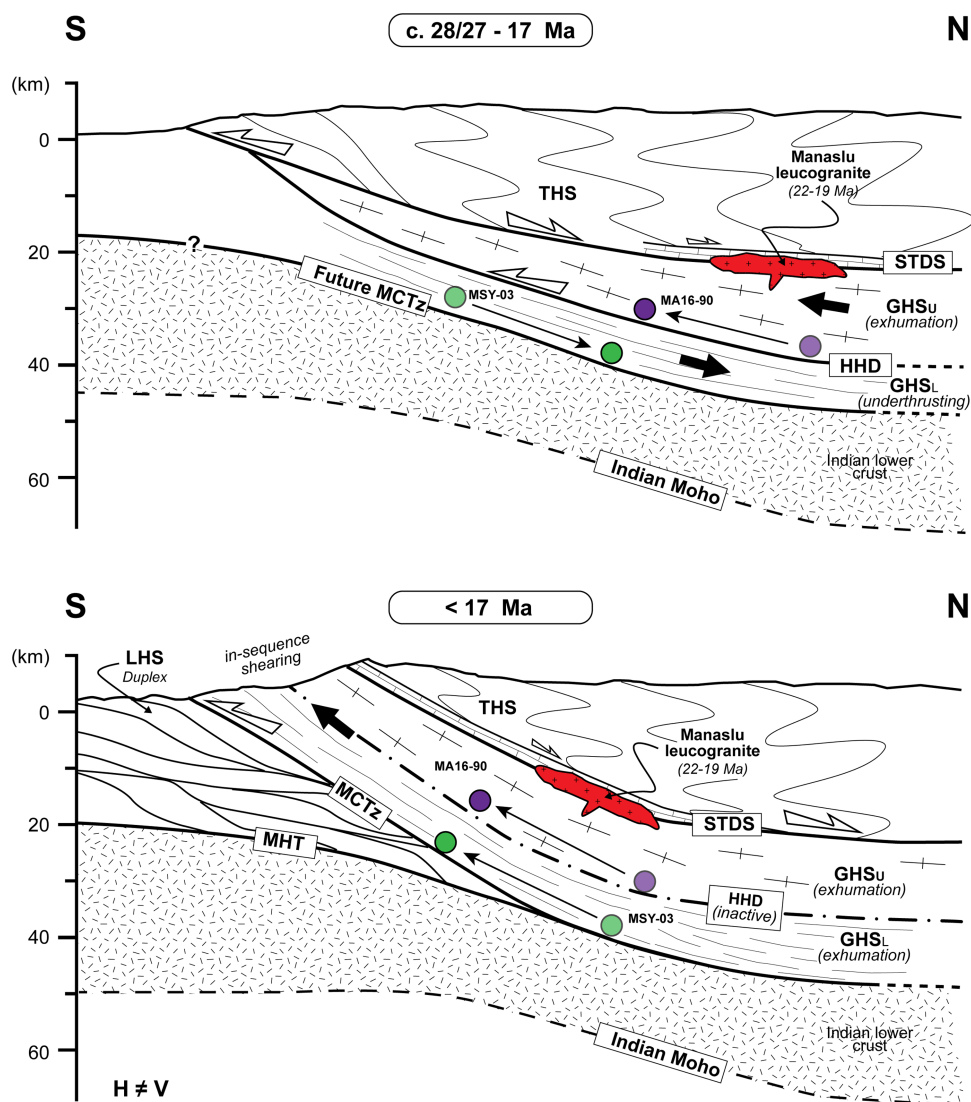 S
c. 28/27 - 17 Ma
N
(km)
0
20
40
60
THS
Manaslu
leucogranite
(22-19 Ma)
STDS
?
Future MCTz
MSY-03
MA16-90
GHSU
(exhumation)
HHD
GHSL
(underthrusting)
Indian lower
crust
Indian Moho
S
< 17 Ma
N
(km)
0
20
40
60
LHS
Duplex
in-sequence
shearing
THS
Manaslu
leucogranite
(22-19 Ma)
MA16-90
MCTz
STDS
MHT
GHSU
(exhumation)
HHD
(inactive)
MSY-03
GHSL
(exhumation)
Indian lower
crust
Indian Moho
H ≠ V